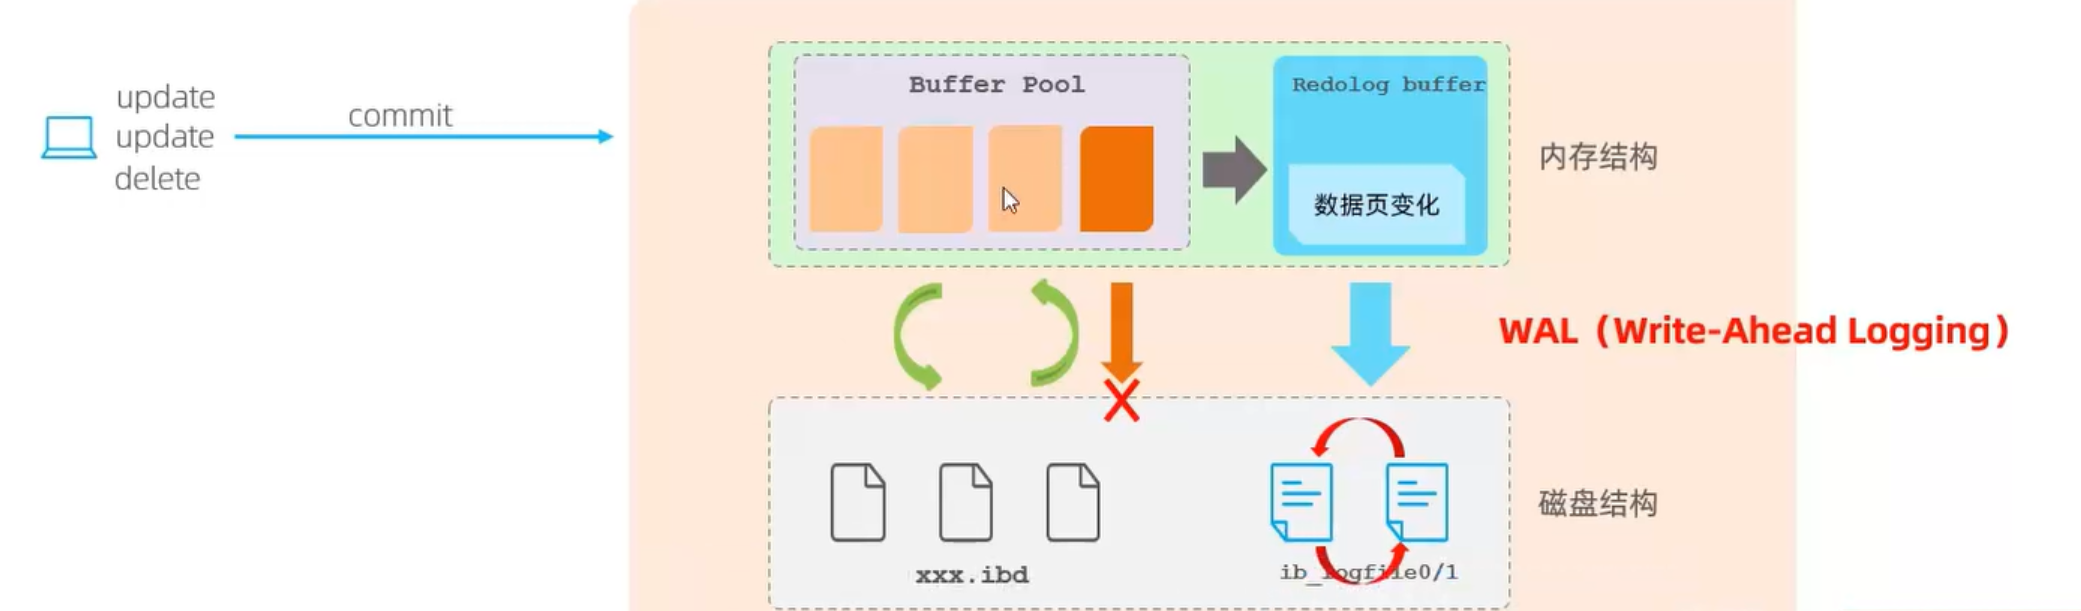 update
update
delete
commit
Buffer Pool
Redolog buffer
数据页变化
内存结构
WAL（Write-Ahead Logging）
xxx.ibd
ib_logfile0/1
磁盘结构